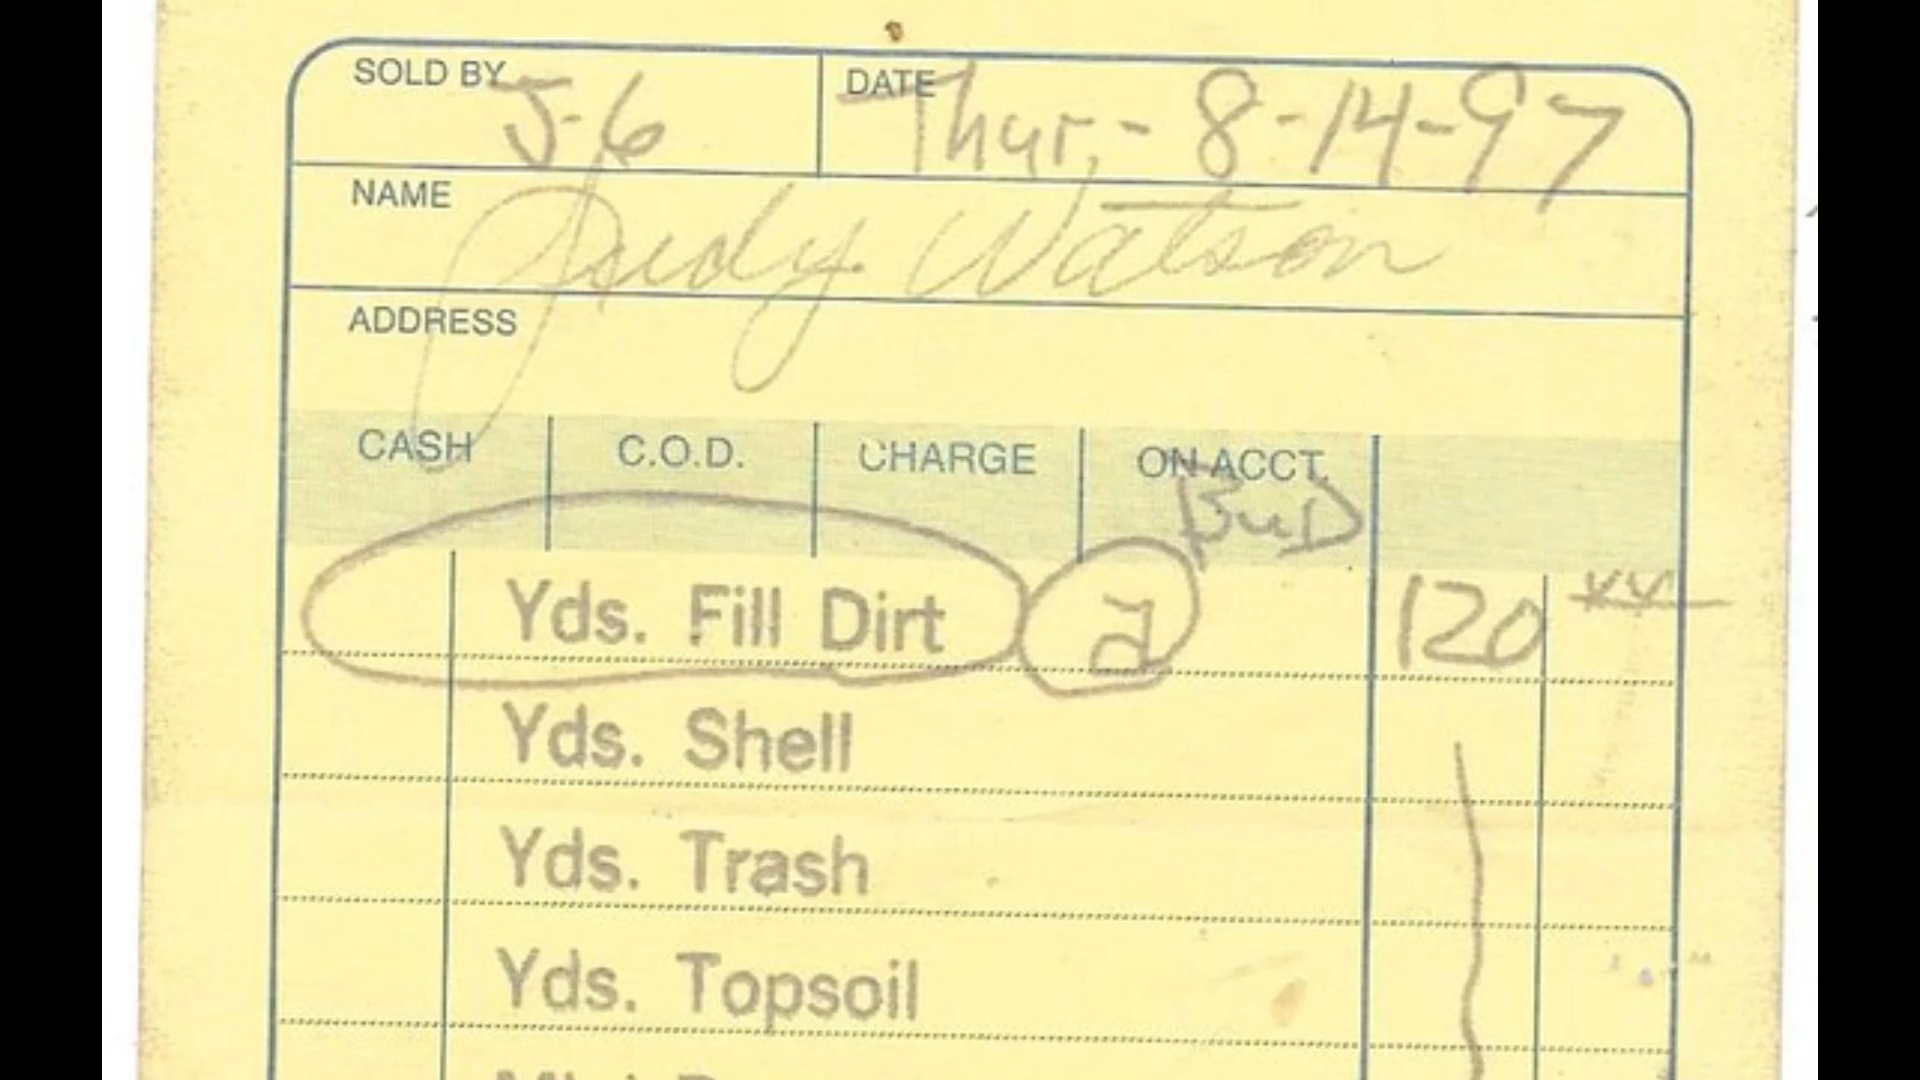 SOLD BY J-6 DATE Thur,- 8-14-97
NAME Judy Watson
ADDRESS
CASH C.O.D. CHARGE ON ACCT.
BuD
Yds. Fill Dirt 2 120 xx
Yds. Shell
Yds. Trash
Yds. Topsoil